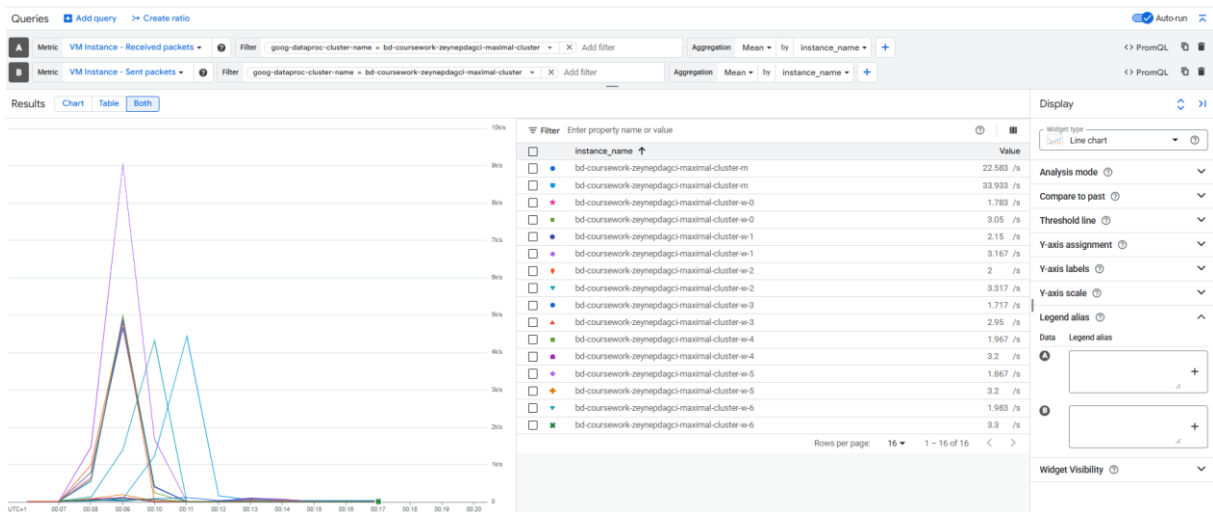 Queries Add query Create ratio Auto-run
A Metric VM Instance - Received packets Filter goog-dataproc-cluster-name = bd-coursework-zeynepdagci-maximal-cluster Add filter Aggregation Mean by instance_name <> PromQL
B Metric VM Instance - Sent packets Filter goog-dataproc-cluster-name = bd-coursework-zeynepdagci-maximal-cluster Add filter Aggregation Mean by instance_name <> PromQL
Results Chart Table Both
10k/s
9k/s
8k/s
7k/s
6k/s
5k/s
4k/s
3k/s
2k/s
1k/s
0
UTC+1 00:07 00:08 00:09 00:10 00:11 00:12 00:13 00:14 00:15 00:16 00:17 00:18 00:19 00:20
Filter Enter property name or value
instance_name Value
bd-coursework-zeynepdagci-maximal-cluster-m 22.583 /s
bd-coursework-zeynepdagci-maximal-cluster-m 33.933 /s
bd-coursework-zeynepdagci-maximal-cluster-w-0 1.783 /s
bd-coursework-zeynepdagci-maximal-cluster-w-0 3.05 /s
bd-coursework-zeynepdagci-maximal-cluster-w-1 2.15 /s
bd-coursework-zeynepdagci-maximal-cluster-w-1 3.167 /s
bd-coursework-zeynepdagci-maximal-cluster-w-2 2 /s
bd-coursework-zeynepdagci-maximal-cluster-w-2 3.317 /s
bd-coursework-zeynepdagci-maximal-cluster-w-3 1.717 /s
bd-coursework-zeynepdagci-maximal-cluster-w-3 2.95 /s
bd-coursework-zeynepdagci-maximal-cluster-w-4 1.967 /s
bd-coursework-zeynepdagci-maximal-cluster-w-4 3.2 /s
bd-coursework-zeynepdagci-maximal-cluster-w-5 1.867 /s
bd-coursework-zeynepdagci-maximal-cluster-w-5 3.2 /s
bd-coursework-zeynepdagci-maximal-cluster-w-6 1.983 /s
bd-coursework-zeynepdagci-maximal-cluster-w-6 3.3 /s
Rows per page: 16 1 – 16 of 16
Display
Widget type
Line chart
Analysis mode
Compare to past
Threshold line
Y-axis assignment
Y-axis labels
Y-axis scale
Legend alias
Data Legend alias
A
B
Widget Visibility